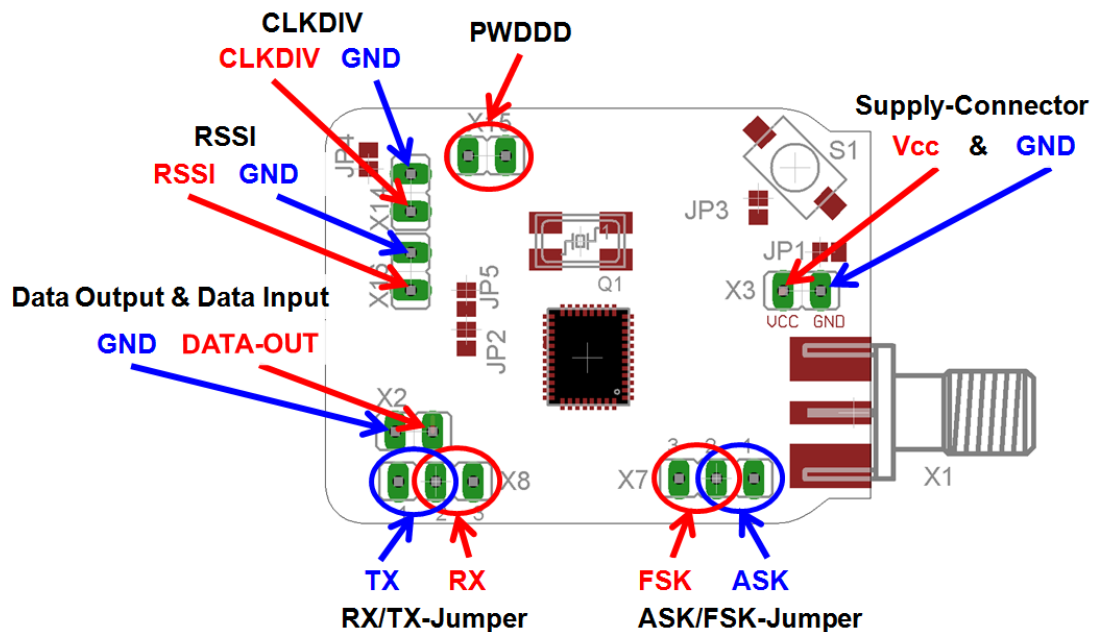 CLKDIV
CLKDIV GND
PWDDD
Supply-Connector
Vcc & GND
RSSI
RSSI GND
X15
JP4
X14
S1
JP3
JP1
X16
JP5
1
Q1
X3
VCC GND
Data Output & Data Input
GND DATA-OUT
JP2
X2
X8
1 2 3
3 2 1
X7
X1
TX RX
FSK ASK
RX/TX-Jumper
ASK/FSK-Jumper